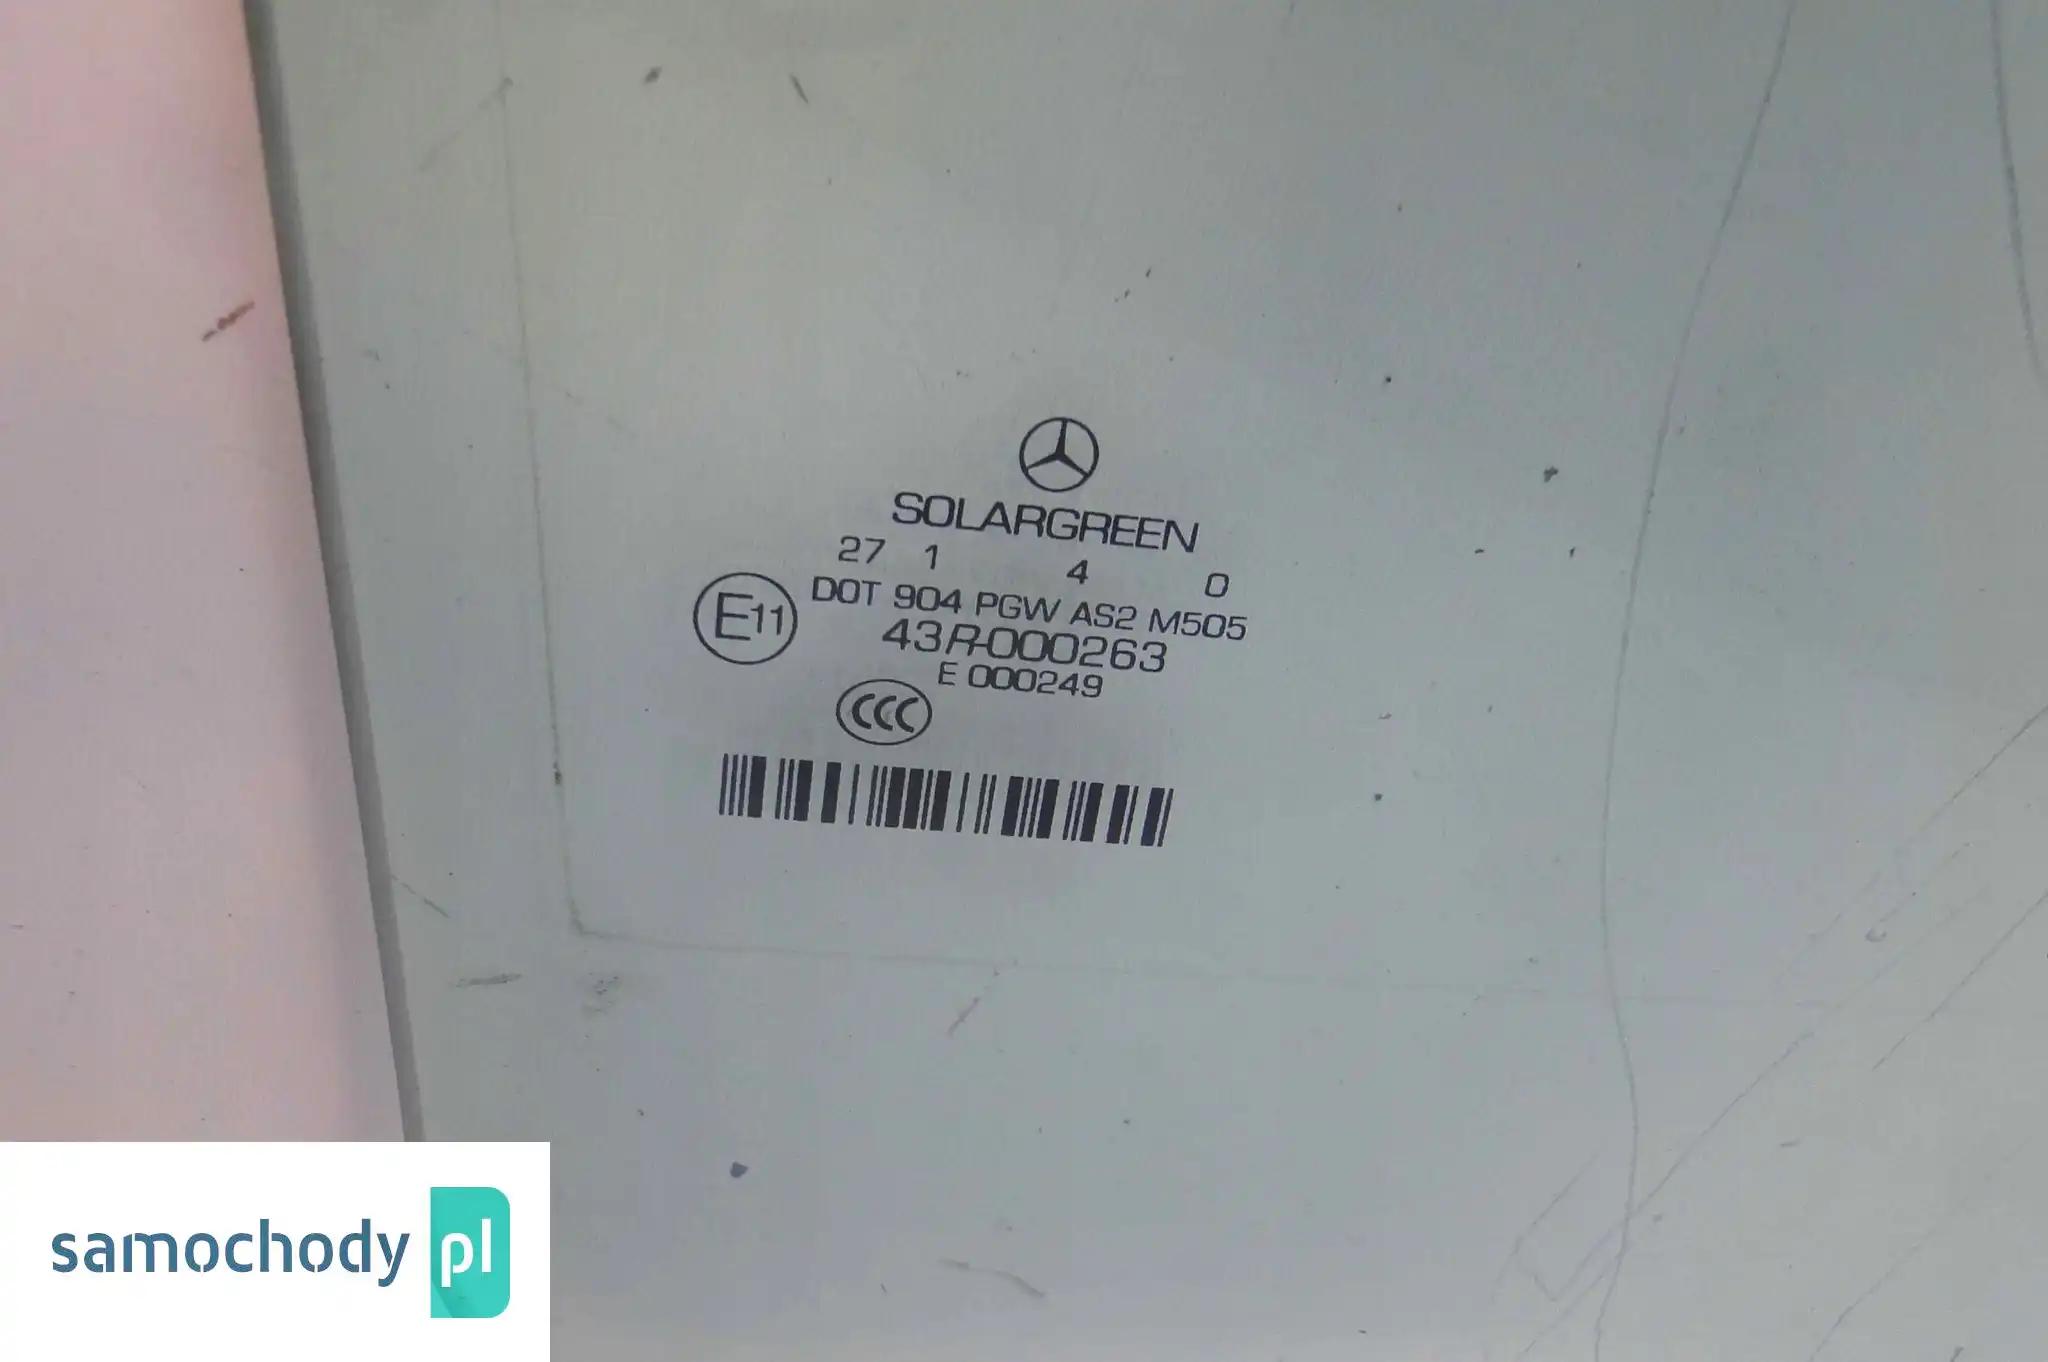 SOLARGREEN
27 1 4 0
DOT 904 PGW AS2 M505
E11
43R-000263
E 000249
CCC
samochody pl